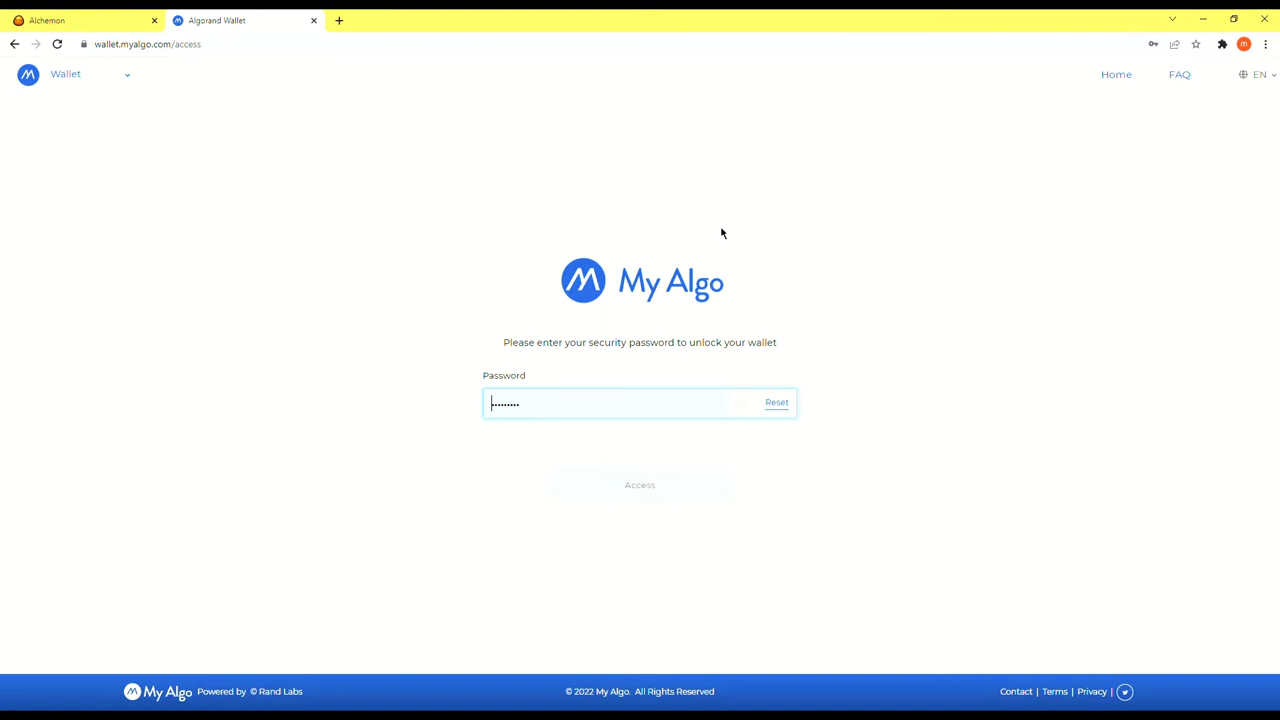 Alchemon
Algorand Wallet
wallet.myalgo.com/access
m
Wallet
Home
FAQ
EN
My Algo
Please enter your security password to unlock your wallet
Password
•••••••••
Reset
Access
My Algo Powered by © Rand Labs
© 2022 My Algo. All Rights Reserved
Contact | Terms | Privacy |